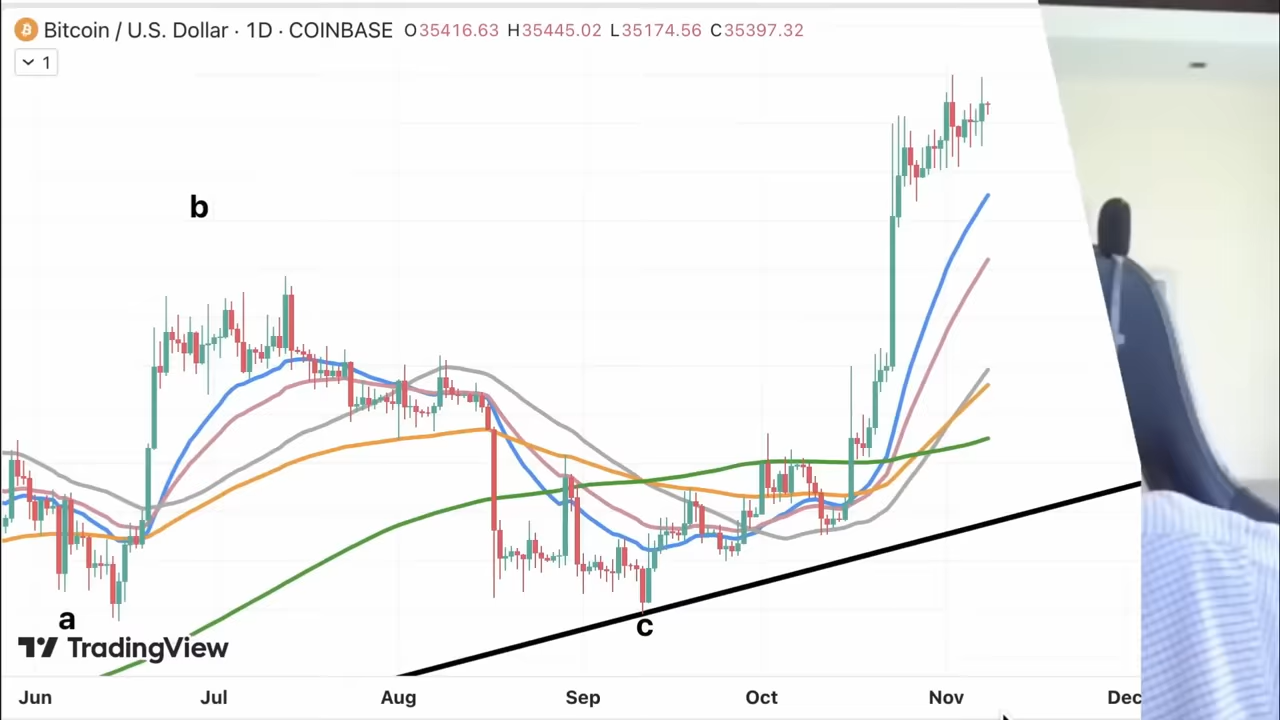 Bitcoin / U.S. Dollar · 1D · COINBASE O35416.63 H35445.02 L35174.56 C35397.32
1
b
a
c
TradingView
Jun Jul Aug Sep Oct Nov Dec